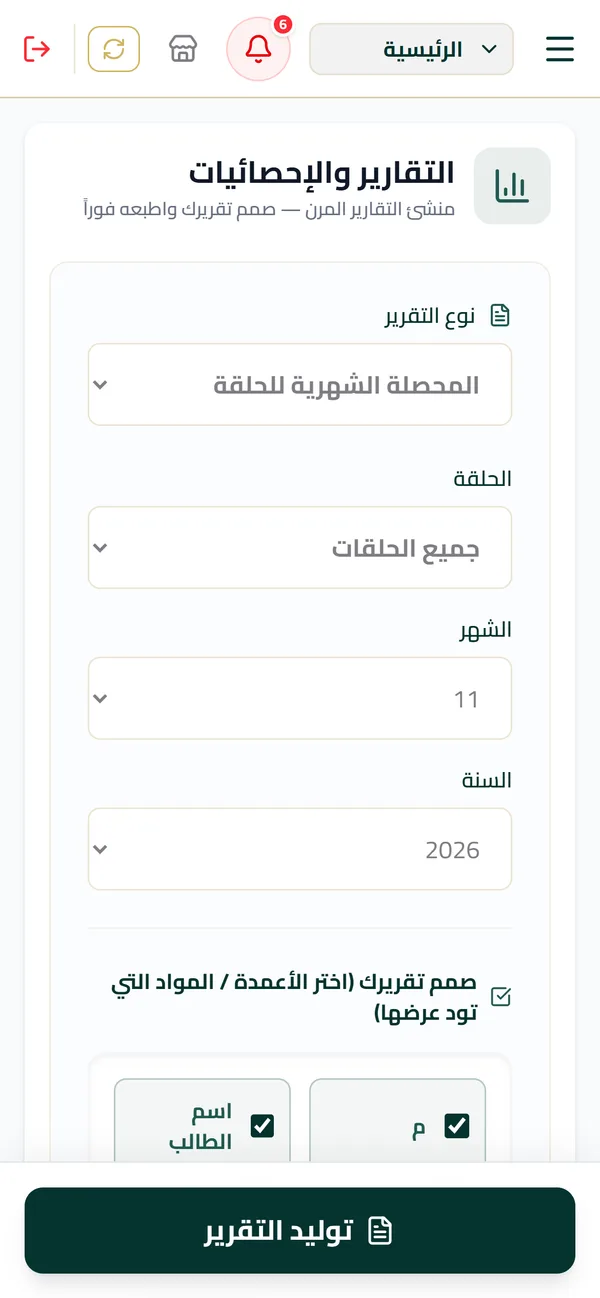 الرئيسية
6
التقارير والإحصائيات
منشئ التقارير المرن — صمم تقريرك واطبعه فوراً
نوع التقرير
المحصلة الشهرية للحلقة
الحلقة
جميع الحلقات
الشهر
11
السنة
2026
صمم تقريرك (اختر الأعمدة / المواد التي
تود عرضها)
م
اسم
الطالب
توليد التقرير